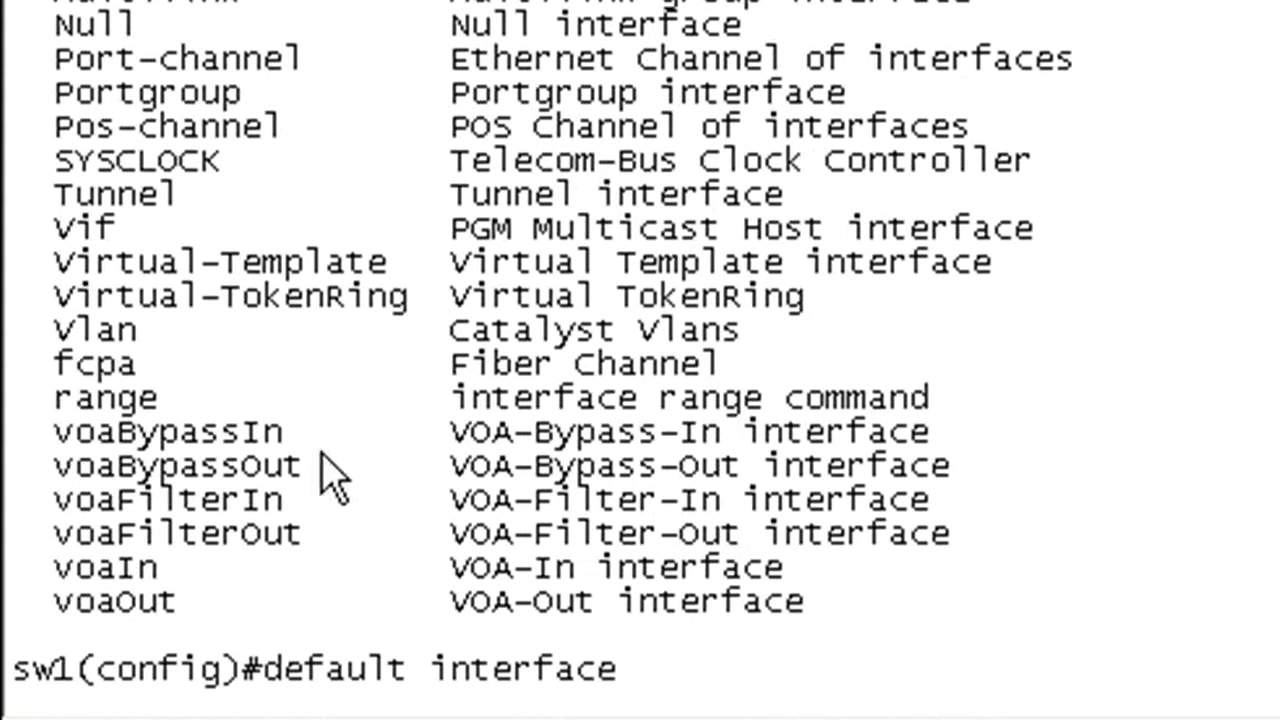 Null Null interface
Port-channel Ethernet Channel of interfaces
Portgroup Portgroup interface
Pos-channel POS Channel of interfaces
SYSCLOCK Telecom-Bus Clock Controller
Tunnel Tunnel interface
Vif PGM Multicast Host interface
Virtual-Template Virtual Template interface
Virtual-TokenRing Virtual TokenRing
Vlan Catalyst Vlans
fcpa Fiber Channel
range interface range command
voaBypassIn VOA-Bypass-In interface
voaBypassOut VOA-Bypass-Out interface
voaFilterIn VOA-Filter-In interface
voaFilterOut VOA-Filter-Out interface
voaIn VOA-In interface
voaOut VOA-Out interface
sw1(config)#default interface